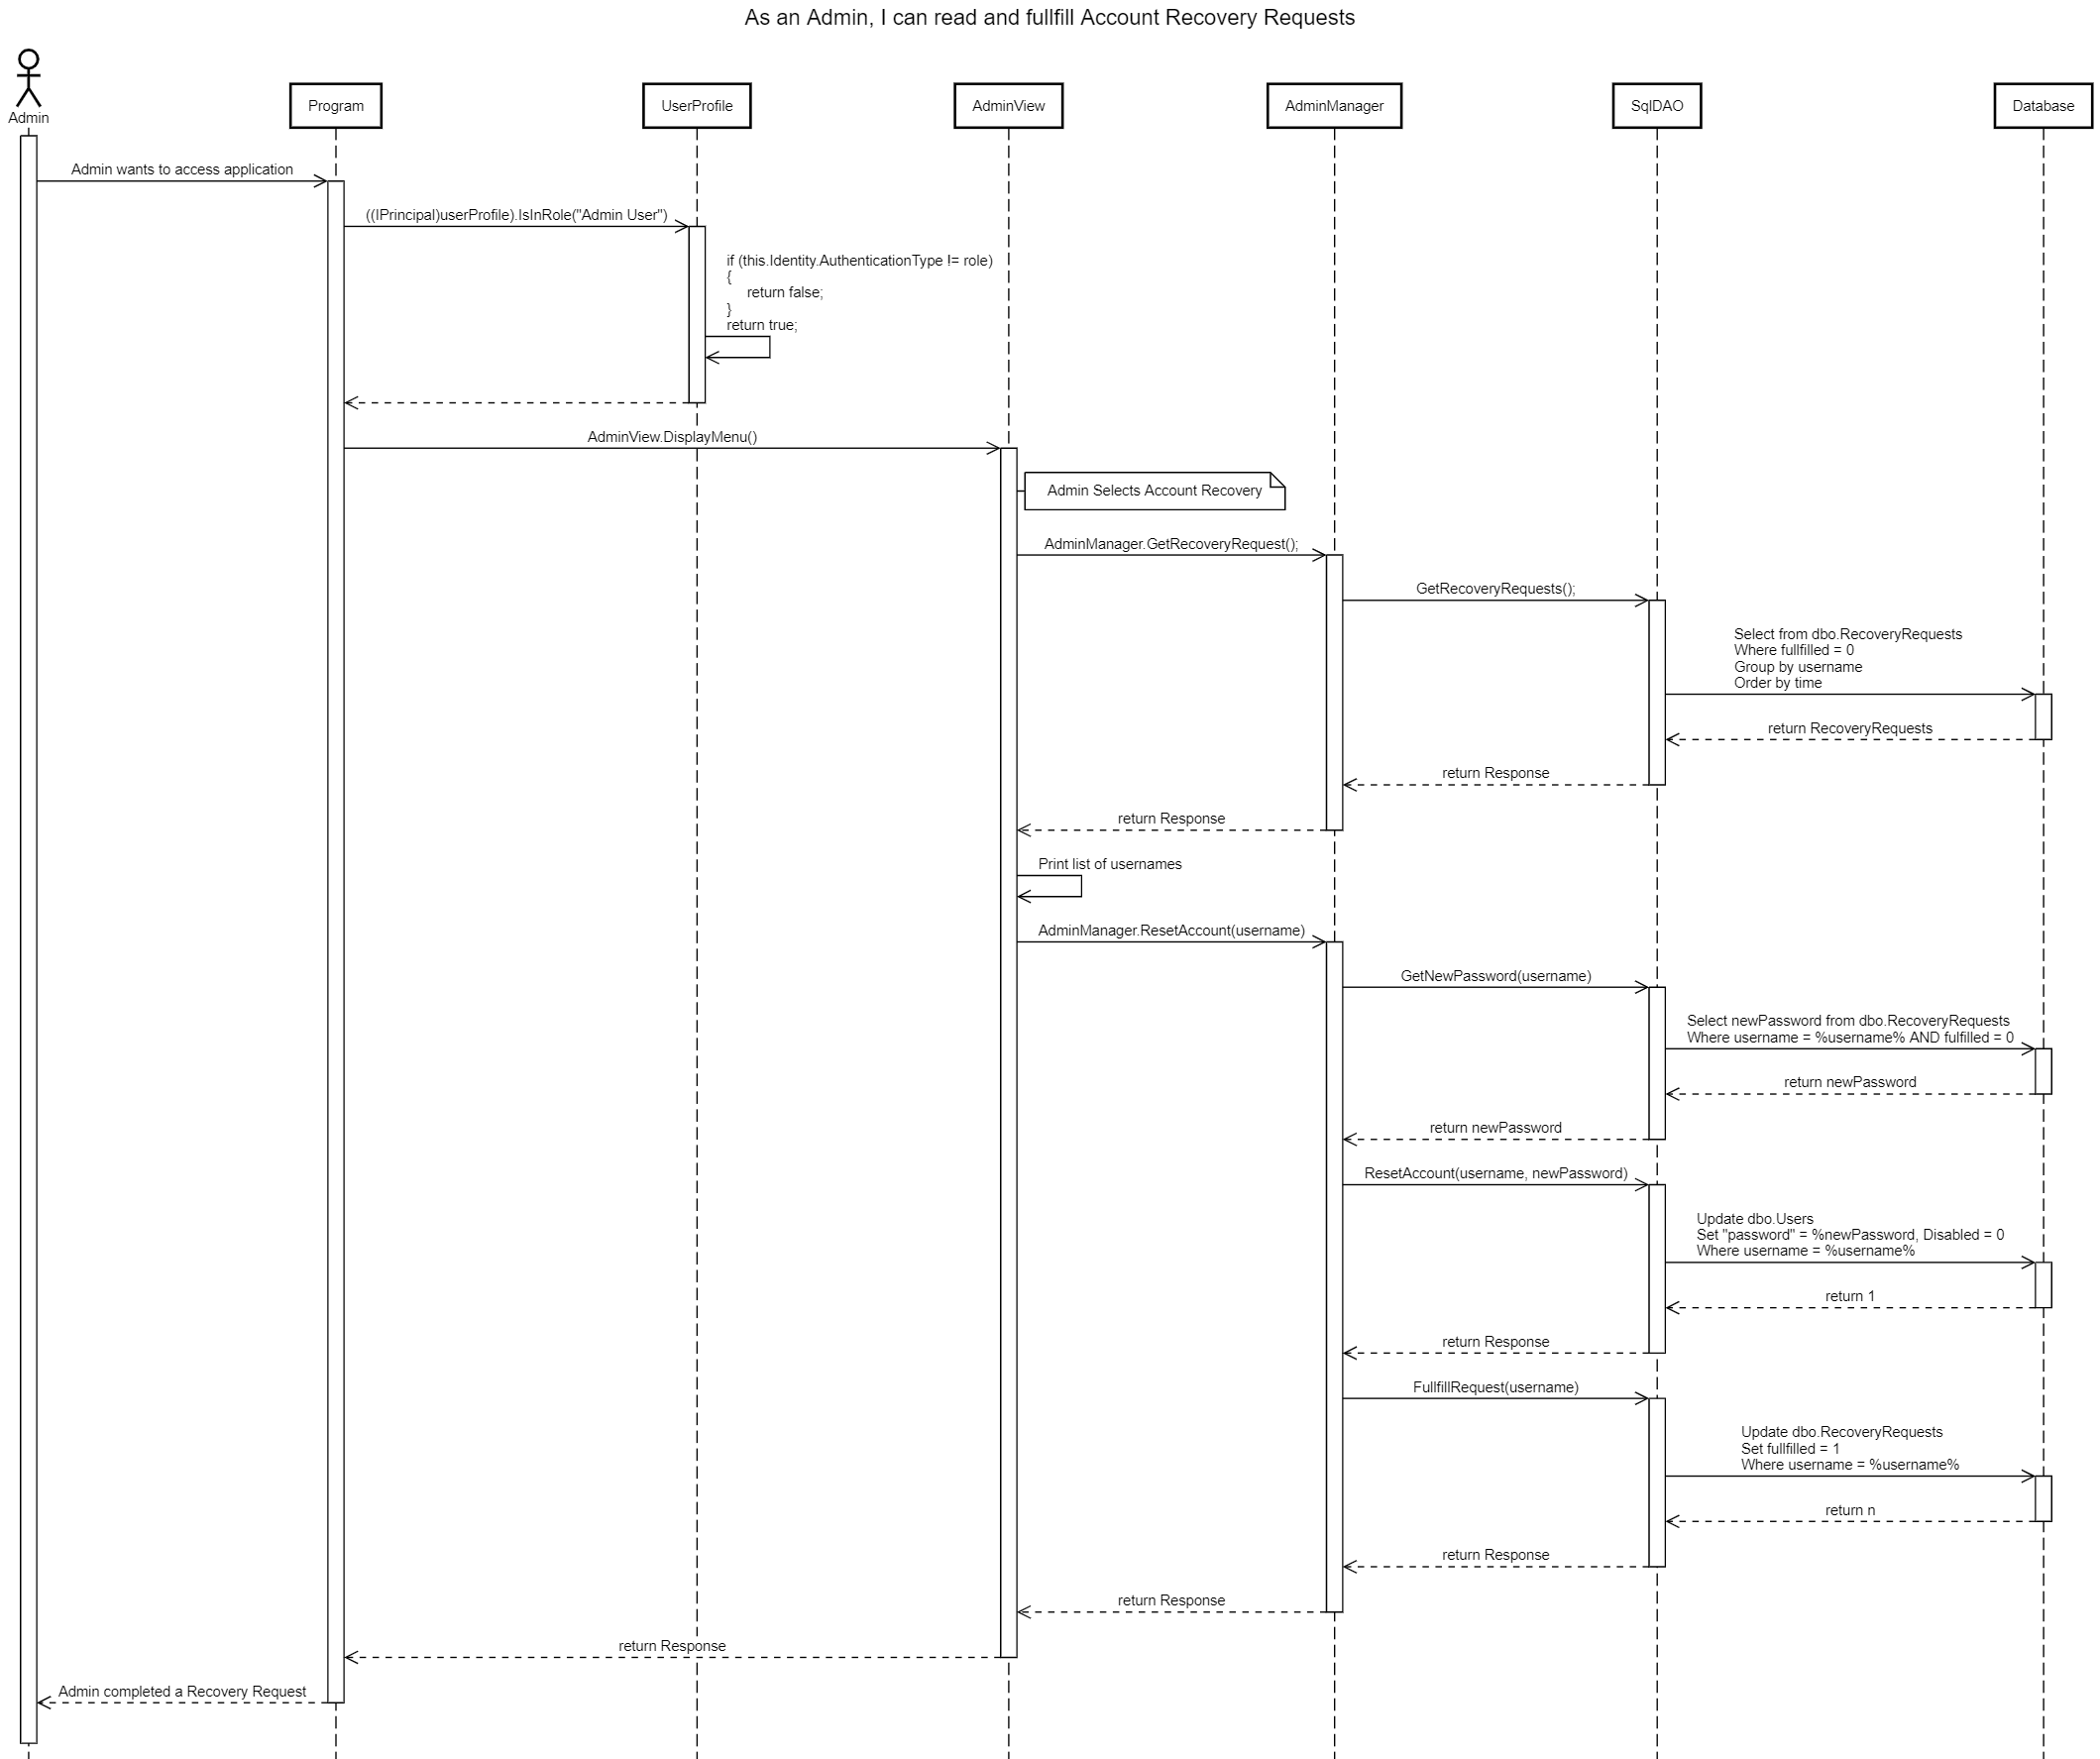 As an Admin, I can read and fullfill Account Recovery Requests
Admin
Program
UserProfile
AdminView
AdminManager
SqlDAO
Database
Admin wants to access application
((IPrincipal)userProfile).IsInRole("Admin User")
if (this.Identity.AuthenticationType != role)
{
return false;
}
return true;
AdminView.DisplayMenu()
Admin Selects Account Recovery
AdminManager.GetRecoveryRequest();
GetRecoveryRequests();
Select from dbo.RecoveryRequests
Where fullfilled = 0
Group by username
Order by time
return RecoveryRequests
return Response
return Response
Print list of usernames
AdminManager.ResetAccount(username)
GetNewPassword(username)
Select newPassword from dbo.RecoveryRequests
Where username = %username% AND fulfilled = 0
return newPassword
return newPassword
ResetAccount(username, newPassword)
Update dbo.Users
Set "password" = %newPassword, Disabled = 0
Where username = %username%
return 1
return Response
FullfillRequest(username)
Update dbo.RecoveryRequests
Set fullfilled = 1
Where username = %username%
return n
return Response
return Response
return Response
Admin completed a Recovery Request